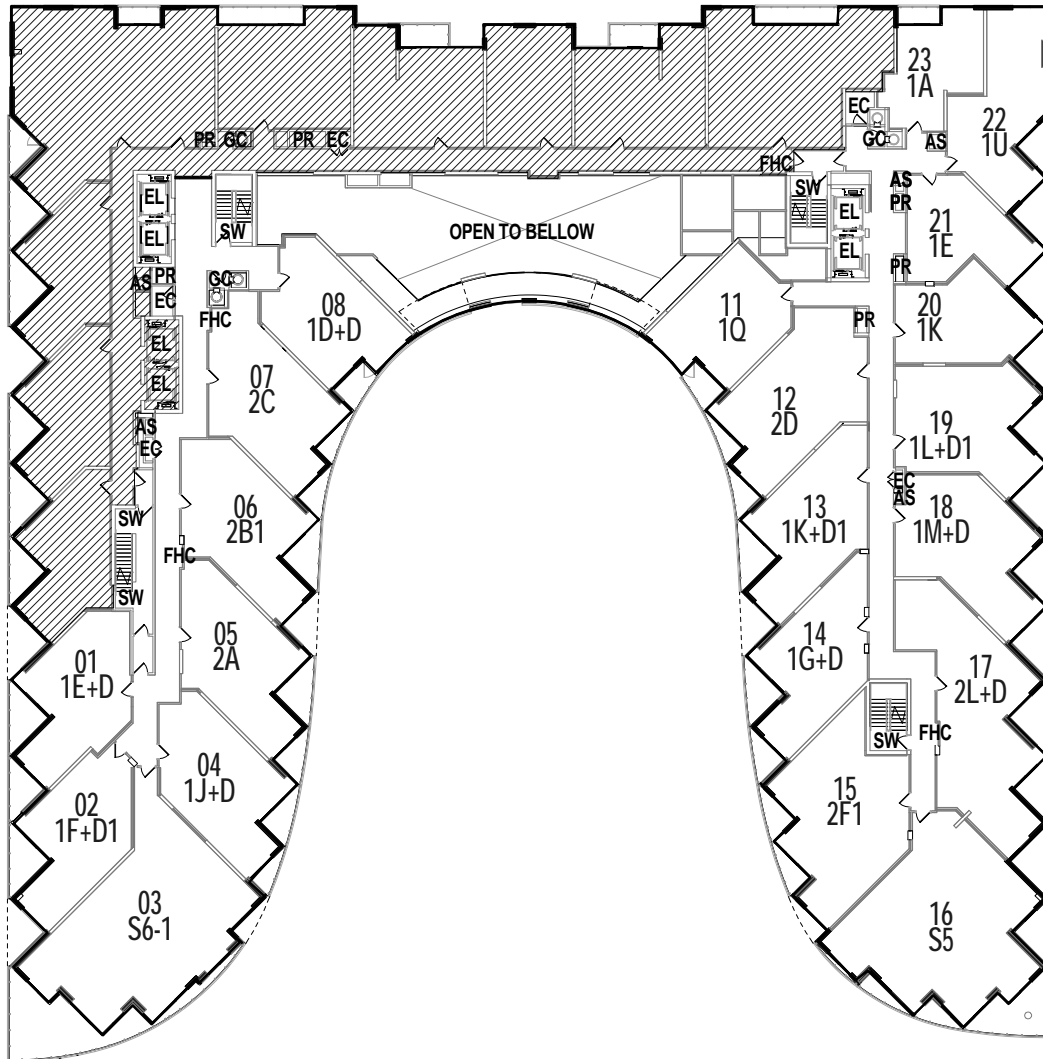 23
1A
EC
22
1U
PR
GC
PR
EC
GC
AS
FHC
SW
AS
PR
EL
EL
SW
OPEN TO BELLOW
EL
EL
21
1E
AS
PR
EC
GC
PR
FHC
08
1D+D
11
1Q
20
1K
PR
EL
EL
07
2C
12
2D
19
1L+D1
AS
EC
EC
AS
06
2B1
13
1K+D1
18
1M+D
SW
FHC
SW
05
2A
14
1G+D
01
1E+D
17
2L+D
04
1J+D
SW
FHC
02
1F+D1
15
2F1
03
S6-1
16
S5